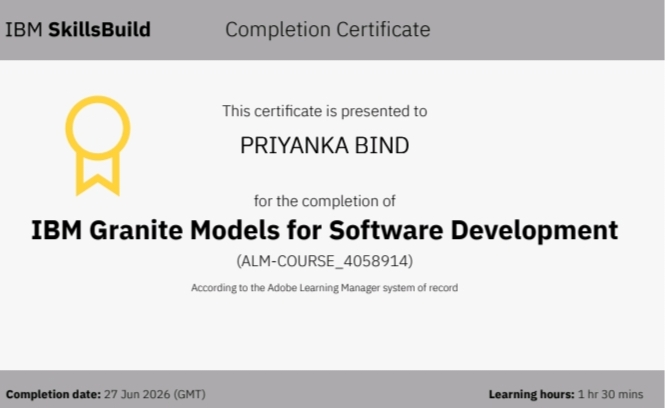 IBM SkillsBuild
Completion Certificate
This certificate is presented to
PRIYANKA BIND
for the completion of
IBM Granite Models for Software Development
(ALM-COURSE_4058914)
According to the Adobe Learning Manager system of record
Completion date: 27 Jun 2026 (GMT)
Learning hours: 1 hr 30 mins